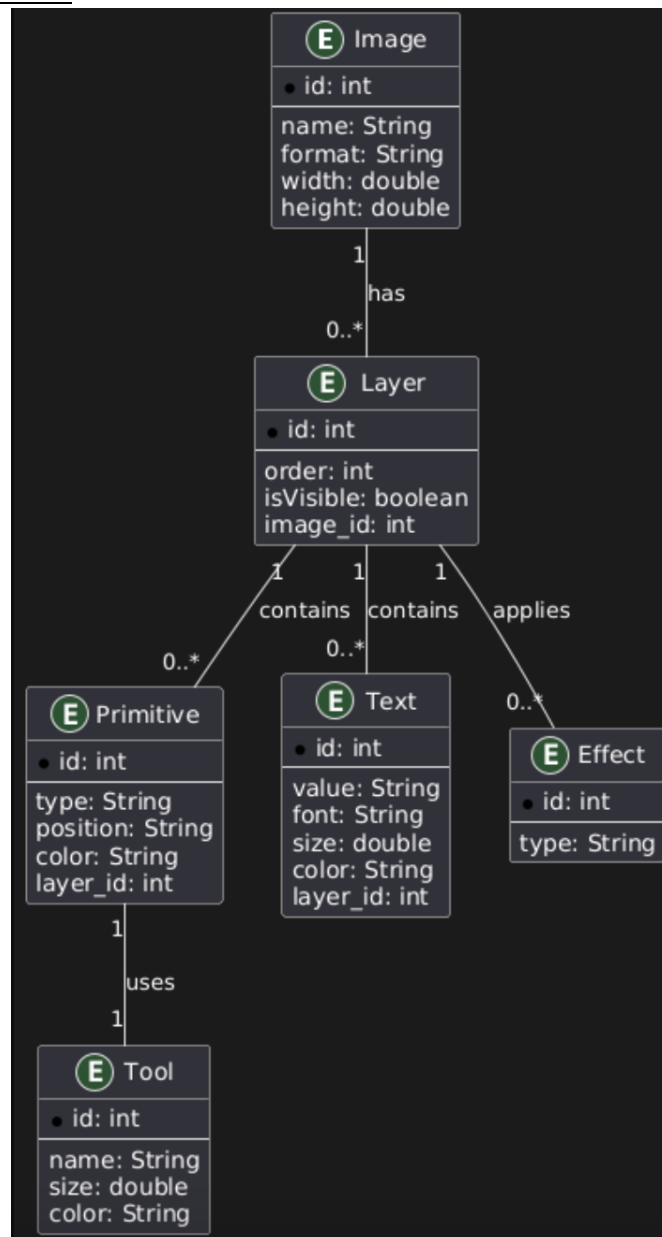 E Image
id: int
name: String
format: String
width: double
height: double
1
has
0..*
E Layer
id: int
order: int
isVisible: boolean
image_id: int
1
contains
0..*
1
contains
0..*
1
applies
0..*
E Primitive
id: int
type: String
position: String
color: String
layer_id: int
E Text
id: int
value: String
font: String
size: double
color: String
layer_id: int
E Effect
id: int
type: String
1
uses
1
E Tool
id: int
name: String
size: double
color: String